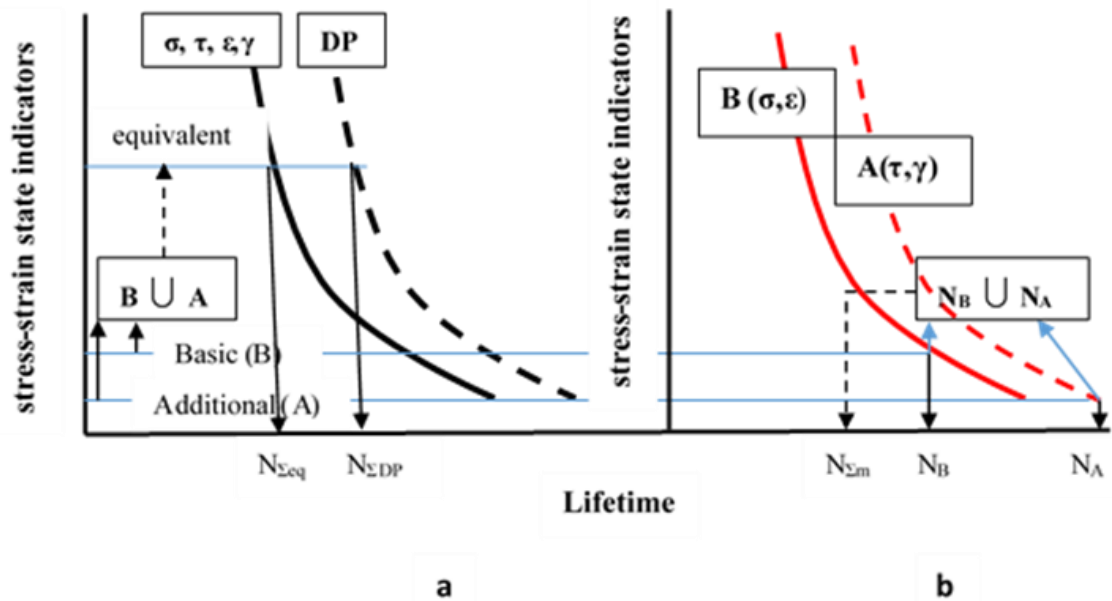 stress-strain state indicators
σ, τ, ε,γ
DP
equivalent
B ∪ A
Basic (B)
Additional (A)
NΣeq
NΣDP
stress-strain state indicators
B (σ,ε)
A(τ,γ)
NB ∪ NA
NΣm
NB
NA
Lifetime
a
b